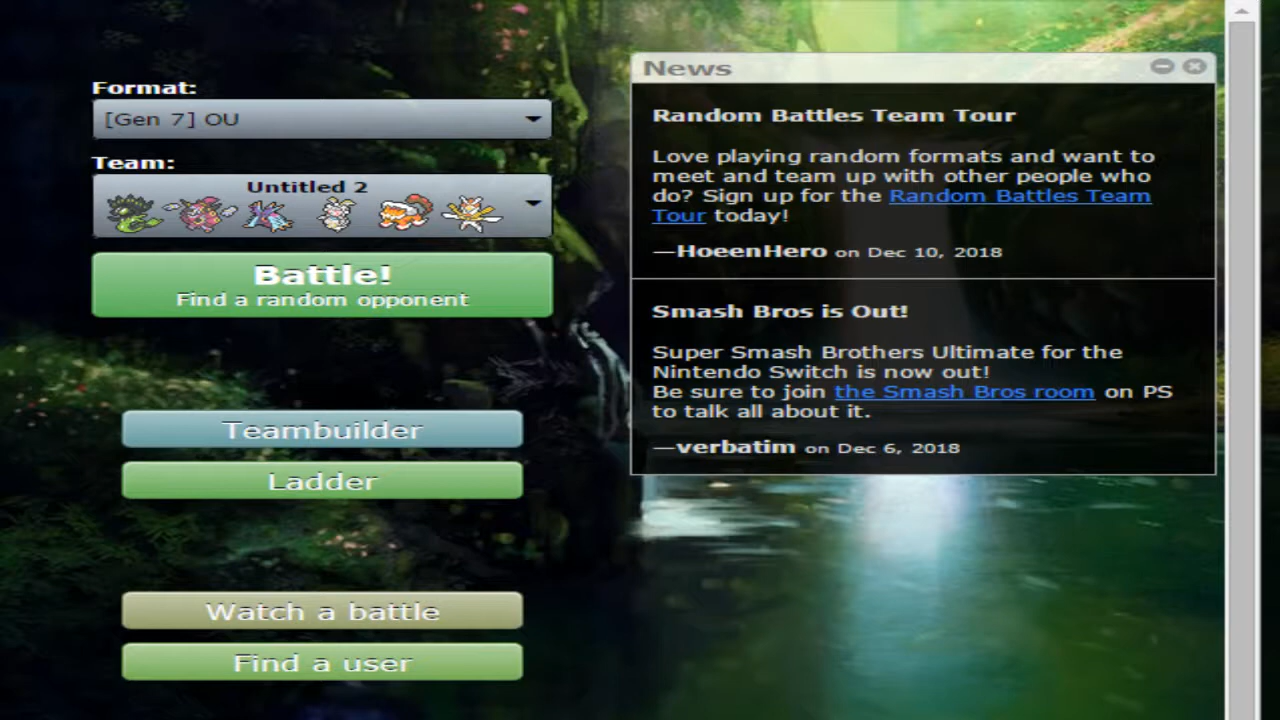 Format:
[Gen 7] OU
Team:
Untitled 2
Battle!
Find a random opponent
Teambuilder
Ladder
Watch a battle
Find a user
News
Random Battles Team Tour
Love playing random formats and want to
meet and team up with other people who
do? Sign up for the Random Battles Team
Tour today!
—HoeenHero on Dec 10, 2018
Smash Bros is Out!
Super Smash Brothers Ultimate for the
Nintendo Switch is now out!
Be sure to join the Smash Bros room on PS
to talk all about it.
—verbatim on Dec 6, 2018